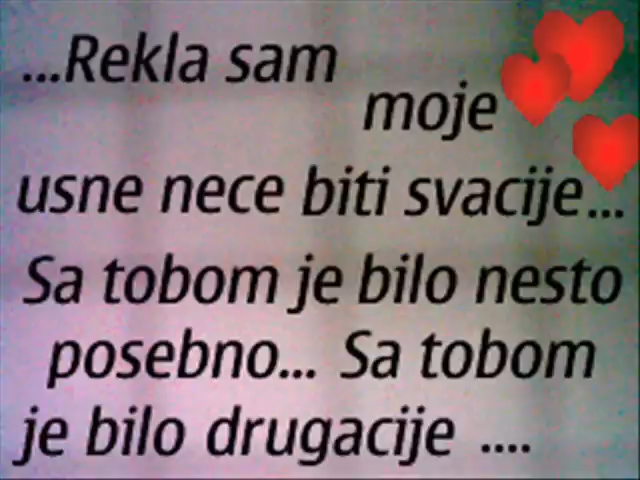 ...Rekla sam
moje
usne nece biti svacije...
Sa tobom je bilo nesto
posebno... Sa tobom
je bilo drugacije ....